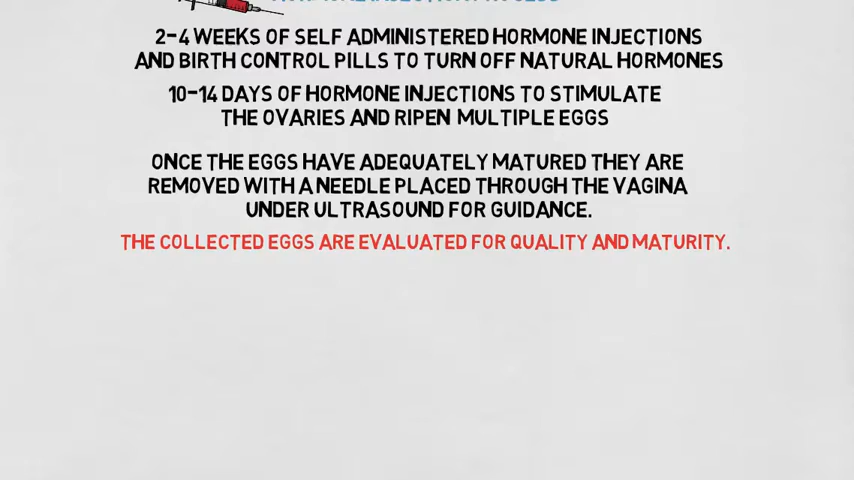 2-4 WEEKS OF SELF ADMINISTERED HORMONE INJECTIONS
AND BIRTH CONTROL PILLS TO TURN OFF NATURAL HORMONES
10-14 DAYS OF HORMONE INJECTIONS TO STIMULATE
THE OVARIES AND RIPEN MULTIPLE EGGS
ONCE THE EGGS HAVE ADEQUATELY MATURED THEY ARE
REMOVED WITH A NEEDLE PLACED THROUGH THE VAGINA
UNDER ULTRASOUND FOR GUIDANCE.
THE COLLECTED EGGS ARE EVALUATED FOR QUALITY AND MATURITY.